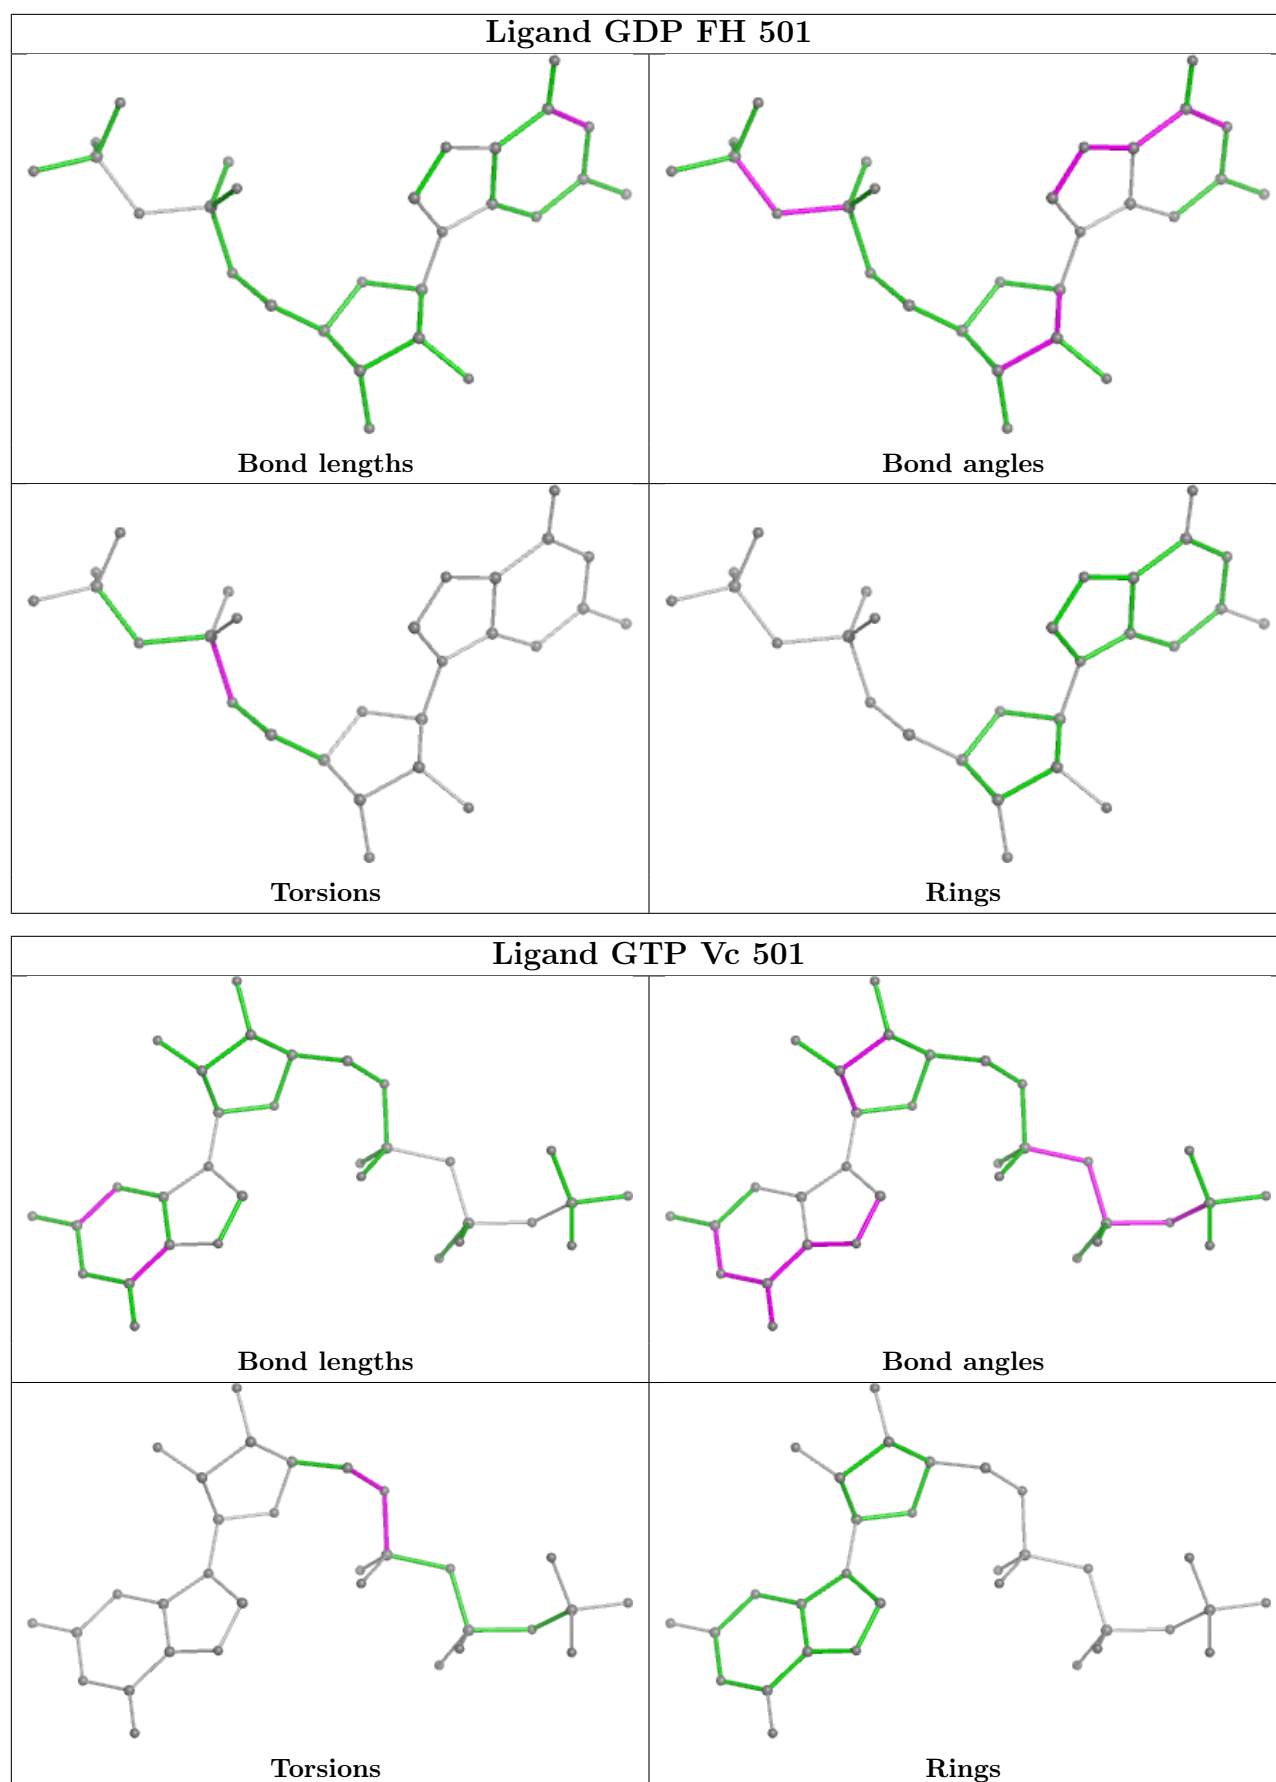 Ligand GDP FH 501
Bond lengths
Bond angles
Torsions
Rings
Ligand GTP Vc 501
Bond lengths
Bond angles
Torsions
Rings